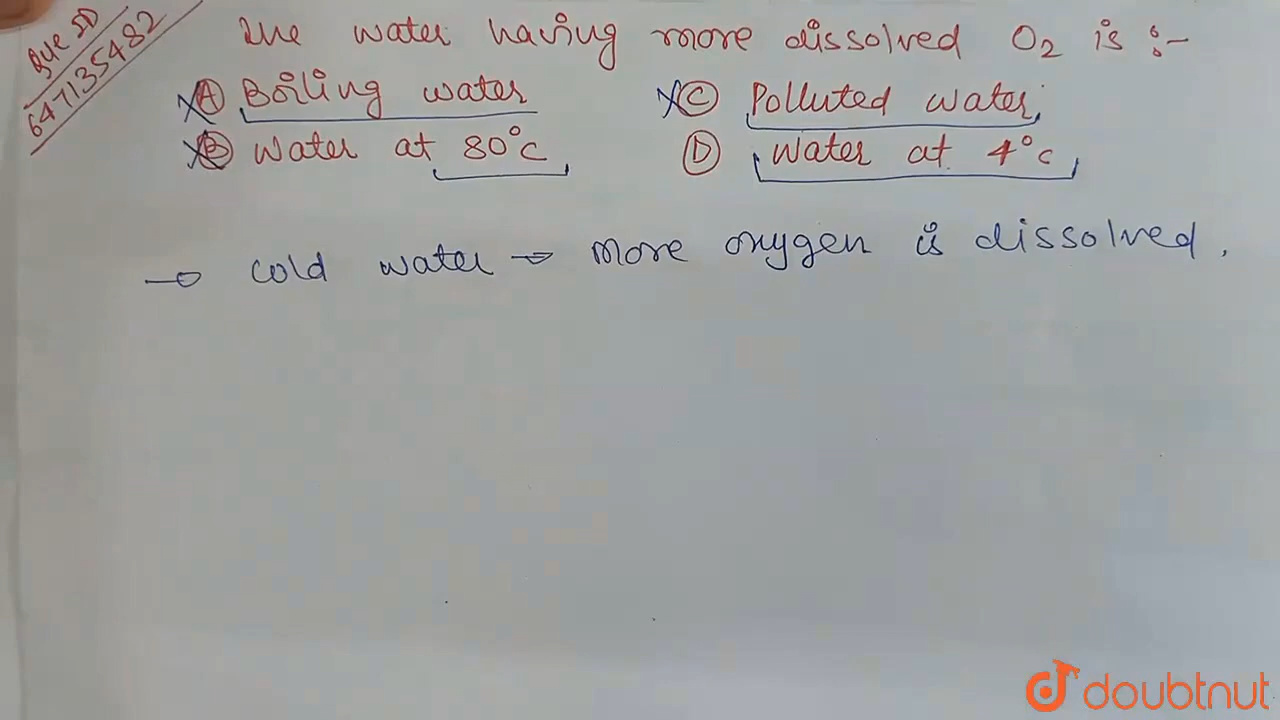 Que ID
647135482
The water having more dissolved O2 is :-
A Boiling water
B Water at 80°C
C Polluted water
D Water at 4°C
→ cold water → more oxygen is dissolved.
doubtnut